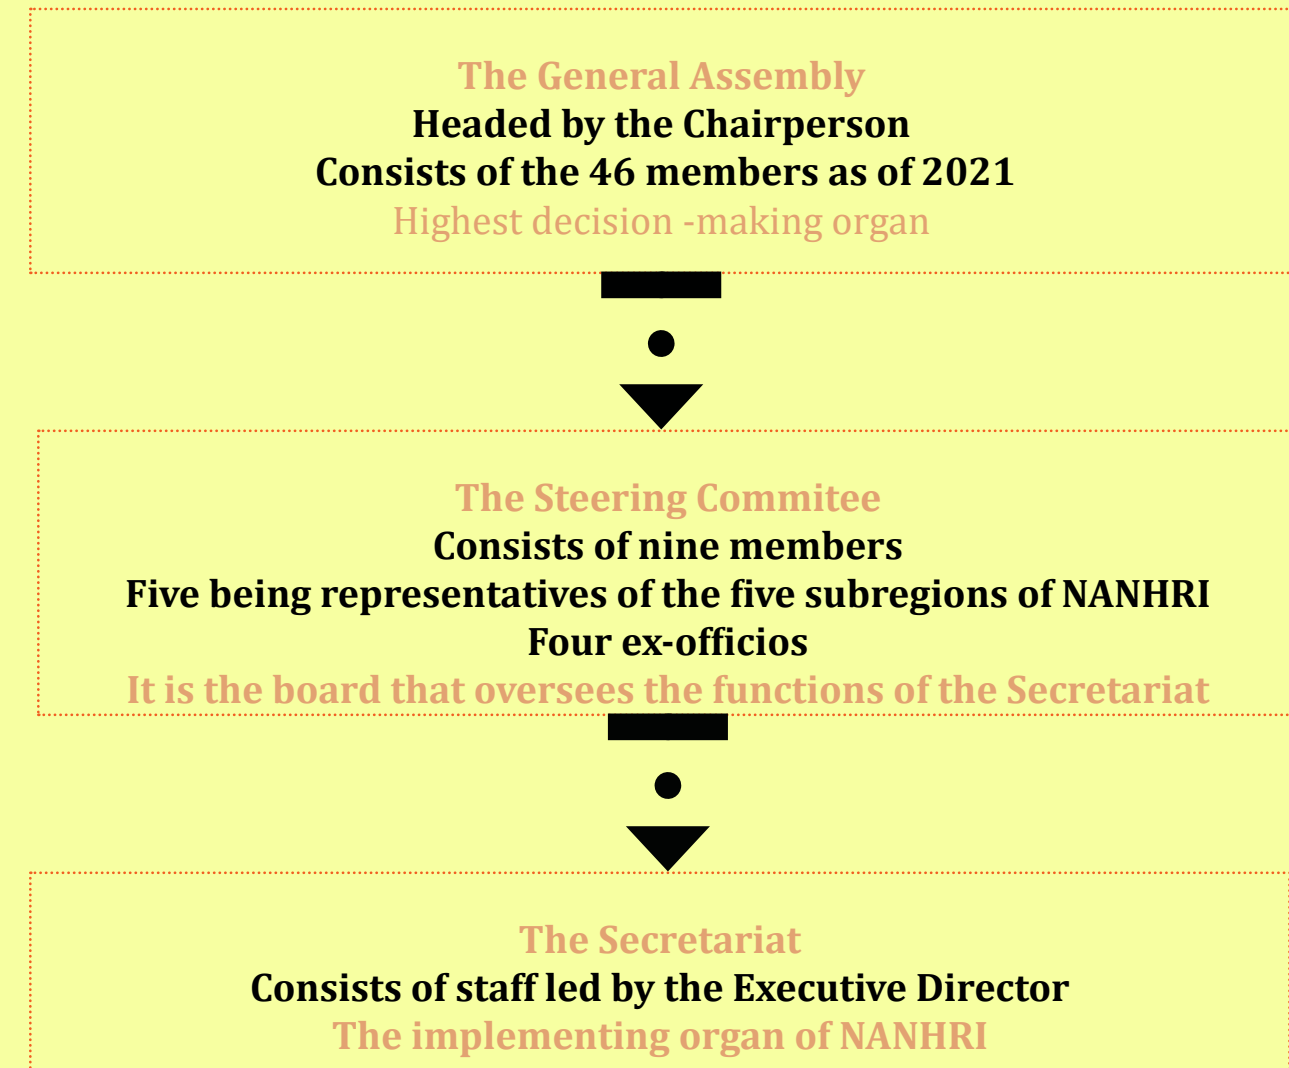 The General Assembly
Headed by the Chairperson
Consists of the 46 members as of 2021
Highest decision -making organ
The Steering Commitee
Consists of nine members
Five being representatives of the five subregions of NANHRI
Four ex-officios
It is the board that oversees the functions of the Secretariat
The Secretariat
Consists of staff led by the Executive Director
The implementing organ of NANHRI